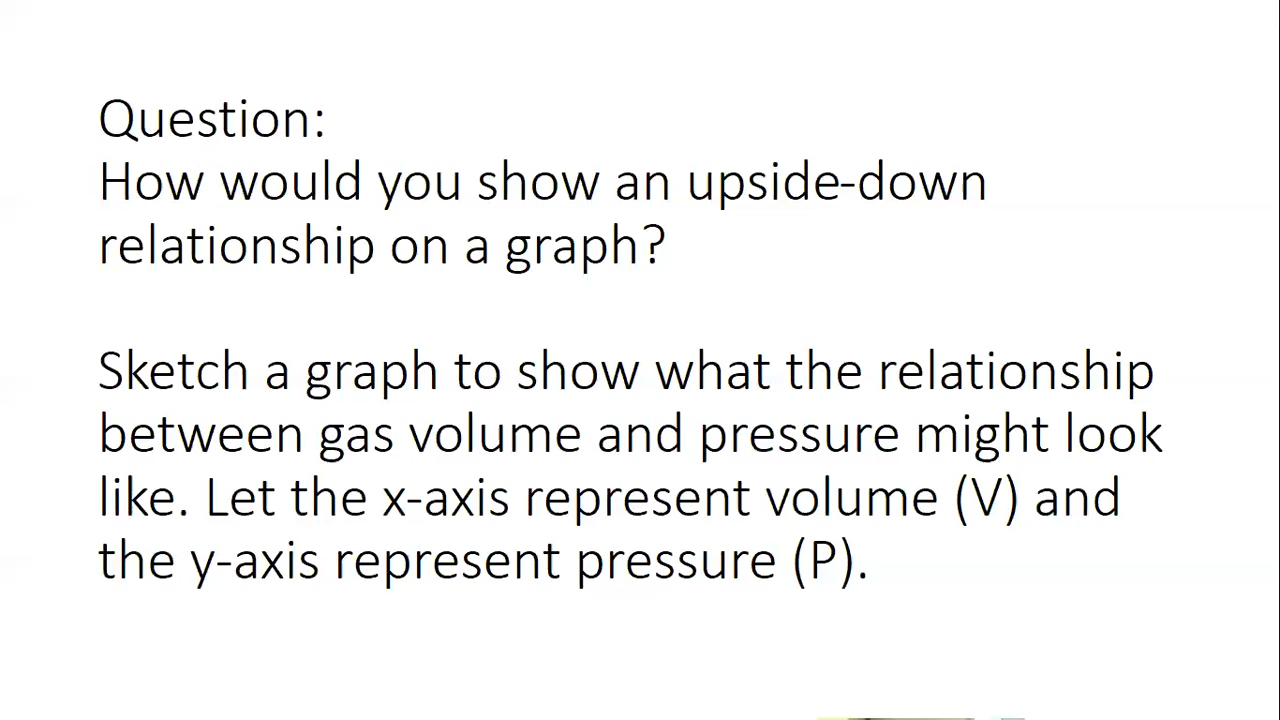 Question:
How would you show an upside-down
relationship on a graph?
Sketch a graph to show what the relationship
between gas volume and pressure might look
like. Let the x-axis represent volume (V) and
the y-axis represent pressure (P).